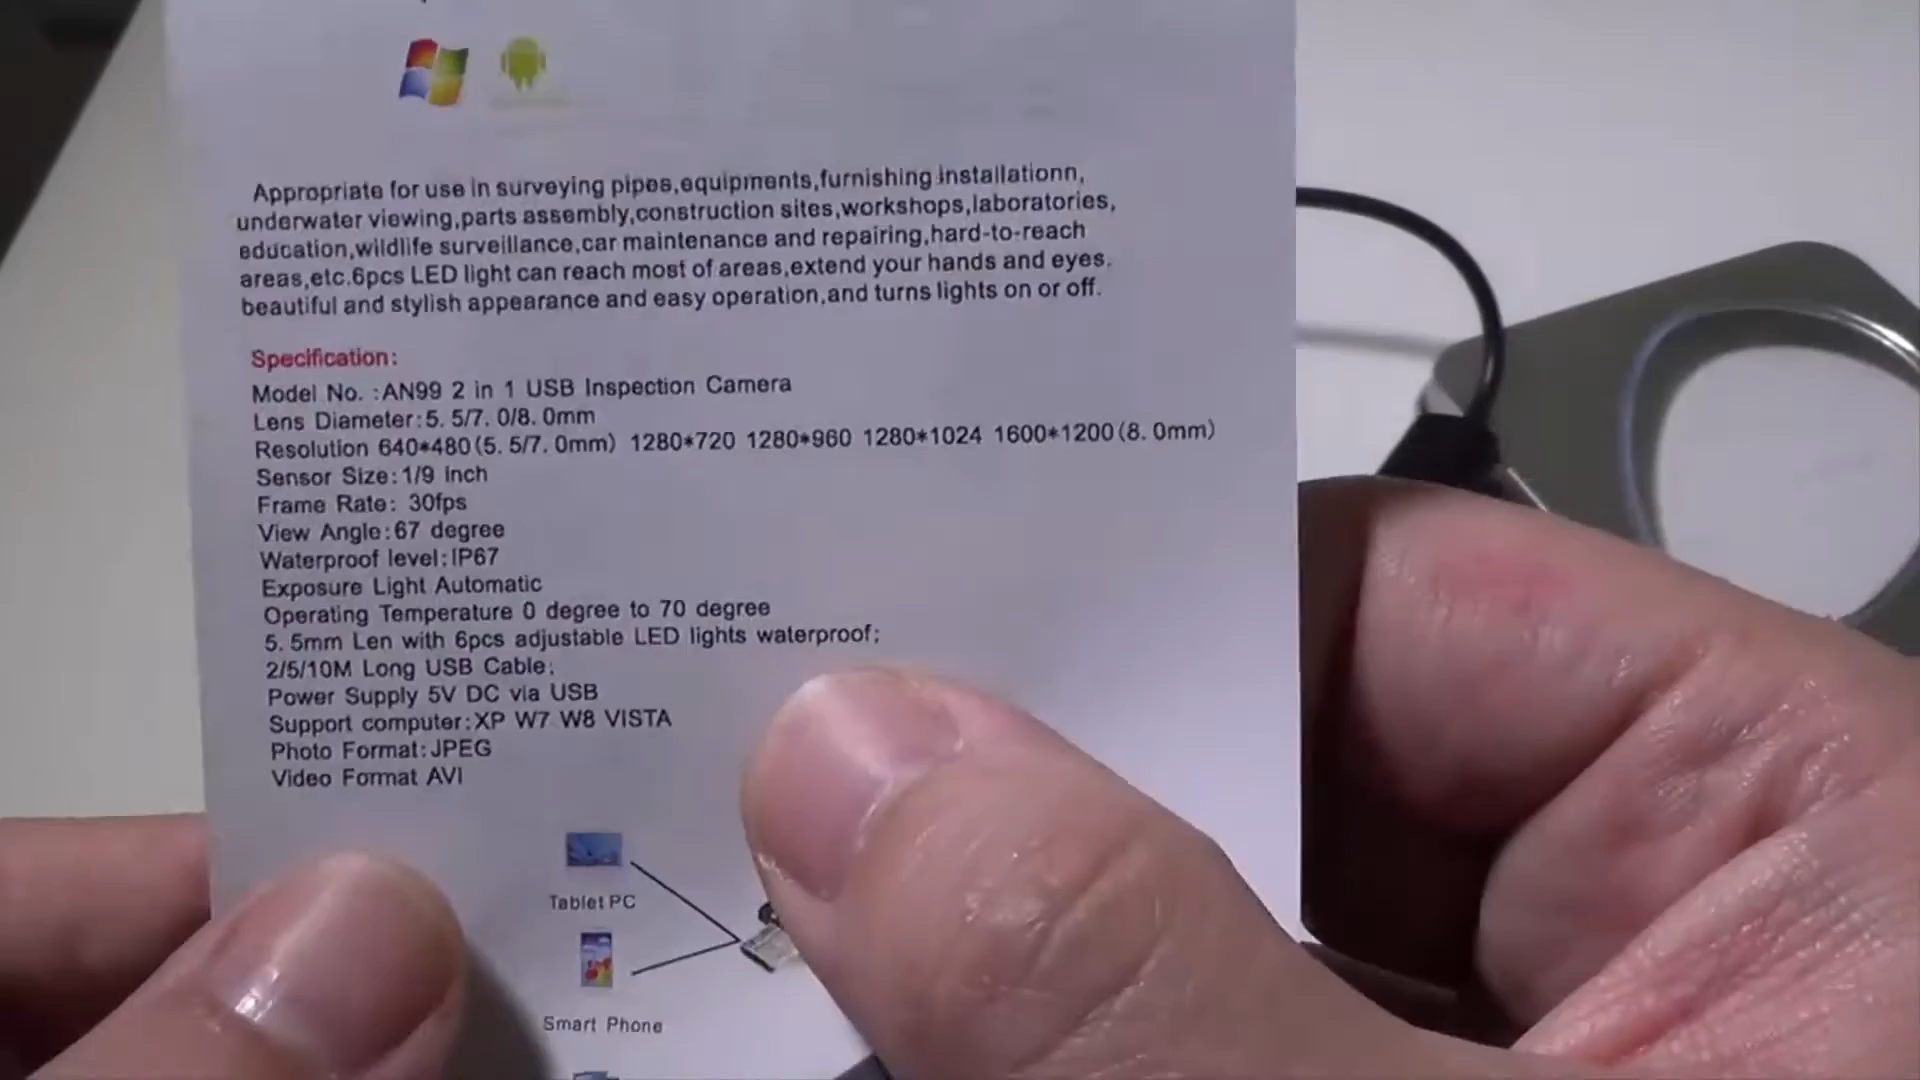 Appropriate for use in surveying pipes,equipments,furnishing installationn,
underwater viewing,parts assembly,construction sites,workshops,laboratories,
education,wildlife surveillance,car maintenance and repairing,hard-to-reach
areas,etc.6pcs LED light can reach most of areas,extend your hands and eyes.
beautiful and stylish appearance and easy operation,and turns lights on or off.
Specification:
Model No. :AN99 2 in 1 USB Inspection Camera
Lens Diameter:5. 5/7. 0/8. 0mm
Resolution 640*480(5. 5/7. 0mm) 1280*720 1280*960 1280*1024 1600*1200(8. 0mm)
Sensor Size:1/9 inch
Frame Rate: 30fps
View Angle:67 degree
Waterproof level:IP67
Exposure Light Automatic
Operating Temperature 0 degree to 70 degree
5. 5mm Len with 6pcs adjustable LED lights waterproof;
2/5/10M Long USB Cable;
Power Supply 5V DC via USB
Support computer:XP W7 W8 VISTA
Photo Format:JPEG
Video Format AVI
Tablet PC
Smart Phone